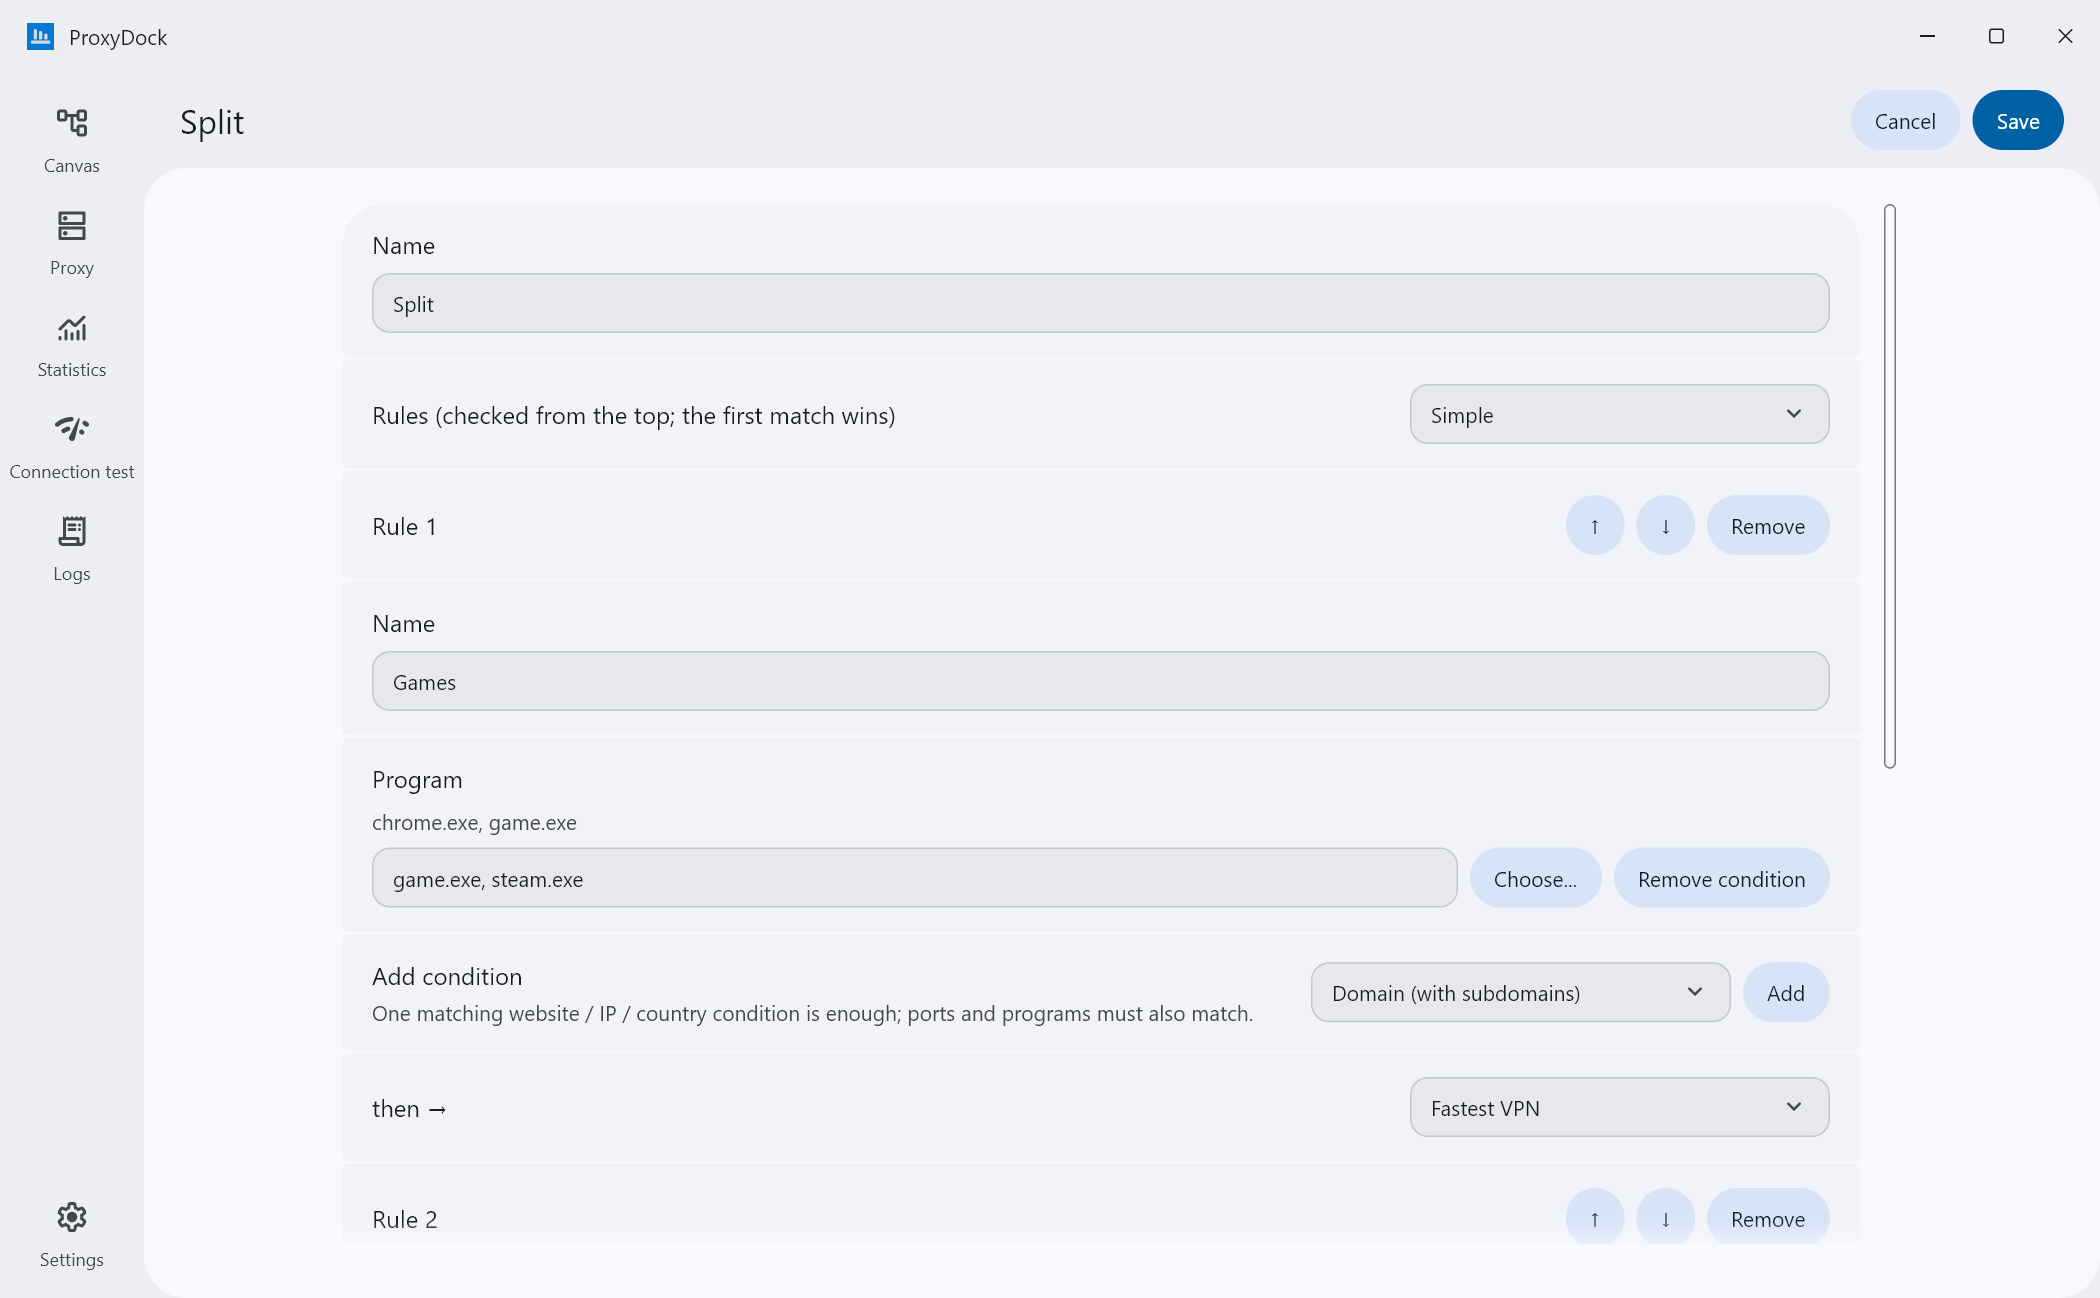 ProxyDock
Canvas
Proxy
Statistics
Connection test
Logs
Settings
Split
Cancel
Save
Name
Split
Rules (checked from the top; the first match wins)
Simple
Rule 1
↑
↓
Remove
Name
Games
Program
chrome.exe, game.exe
game.exe, steam.exe
Choose...
Remove condition
Add condition
One matching website / IP / country condition is enough; ports and programs must also match.
Domain (with subdomains)
Add
then →
Fastest VPN
Rule 2
↑
↓
Remove